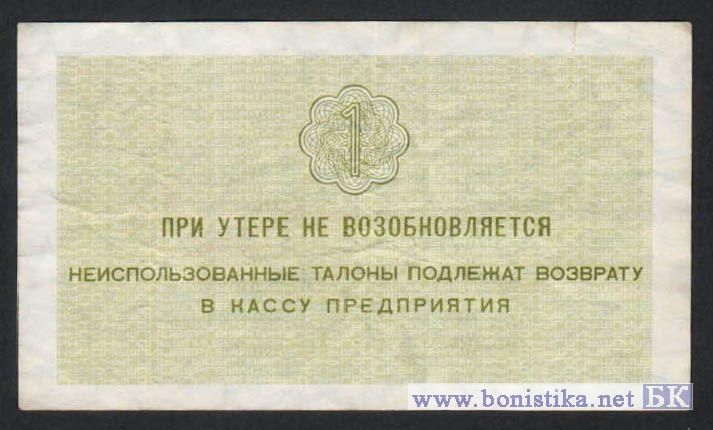 1
ПРИ УТЕРЕ НЕ ВОЗОБНОВЛЯЕТСЯ
НЕИСПОЛЬЗОВАННЫЕ ТАЛОНЫ ПОДЛЕЖАТ ВОЗВРАТУ
В КАССУ ПРЕДПРИЯТИЯ
www.bonistika.net БК